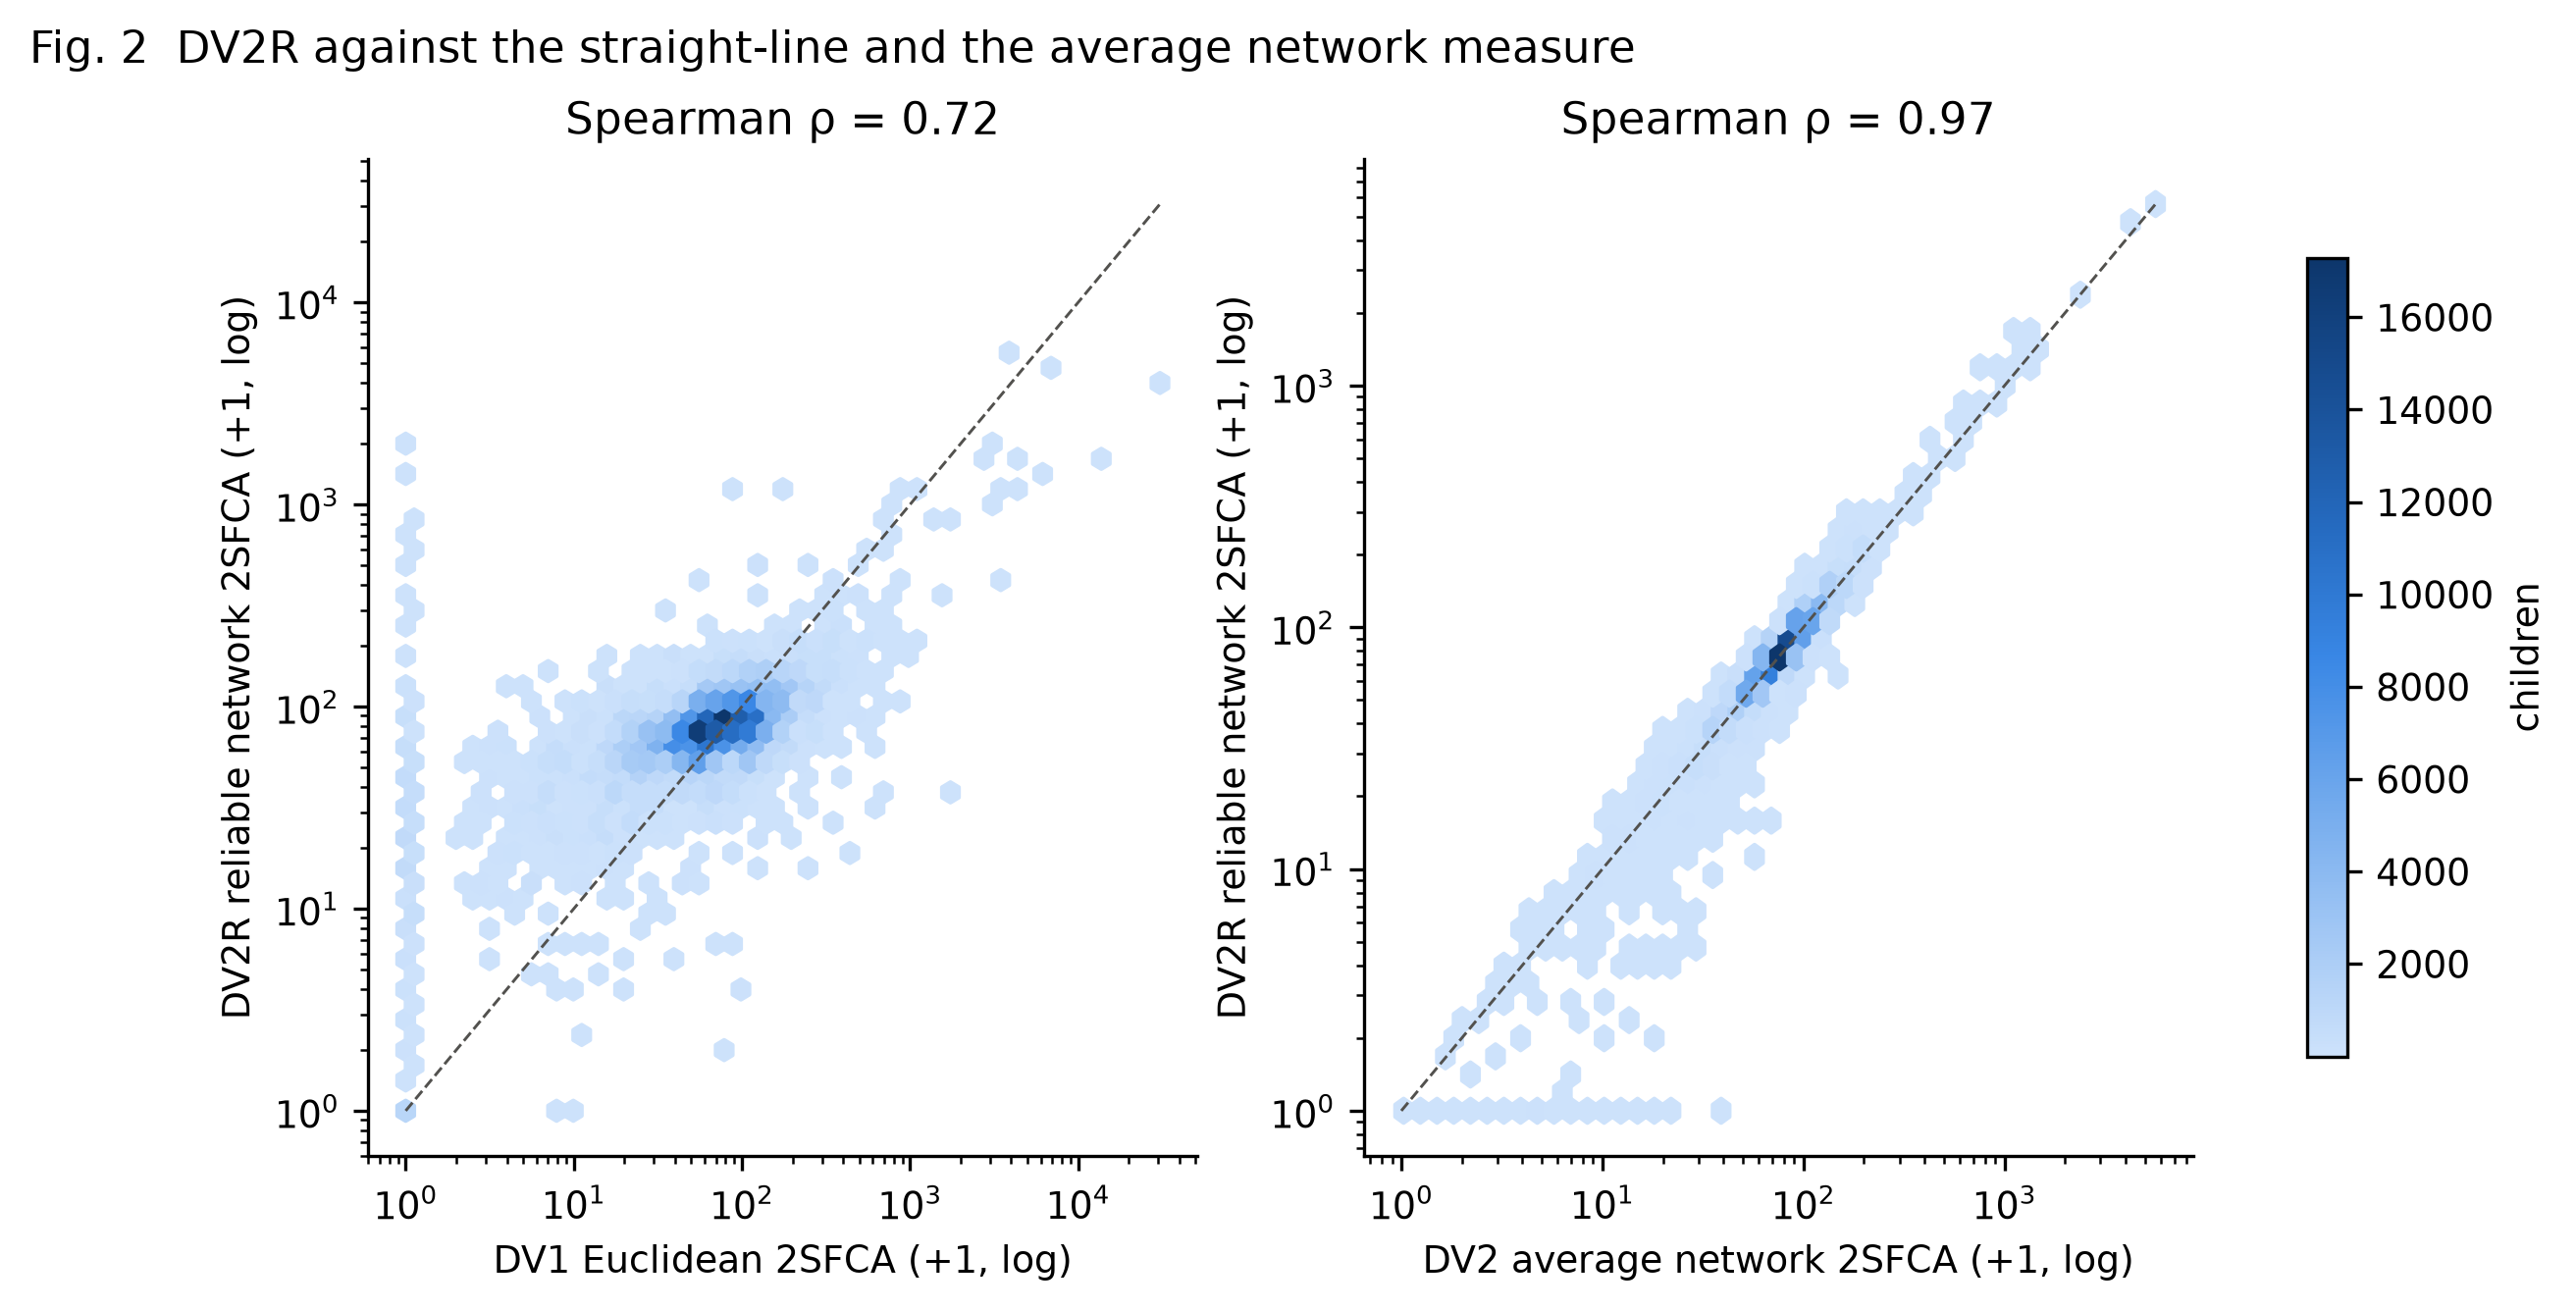 Fig. 2  DV2R against the straight-line and the average network measure
Spearman ρ = 0.72
DV2R reliable network 2SFCA (+1, log)
10⁴
10³
10²
10¹
10⁰
10⁰ 10¹ 10² 10³ 10⁴
DV1 Euclidean 2SFCA (+1, log)
Spearman ρ = 0.97
DV2R reliable network 2SFCA (+1, log)
10³
10²
10¹
10⁰
10⁰ 10¹ 10² 10³
DV2 average network 2SFCA (+1, log)
16000
14000
12000
10000
8000
6000
4000
2000
children